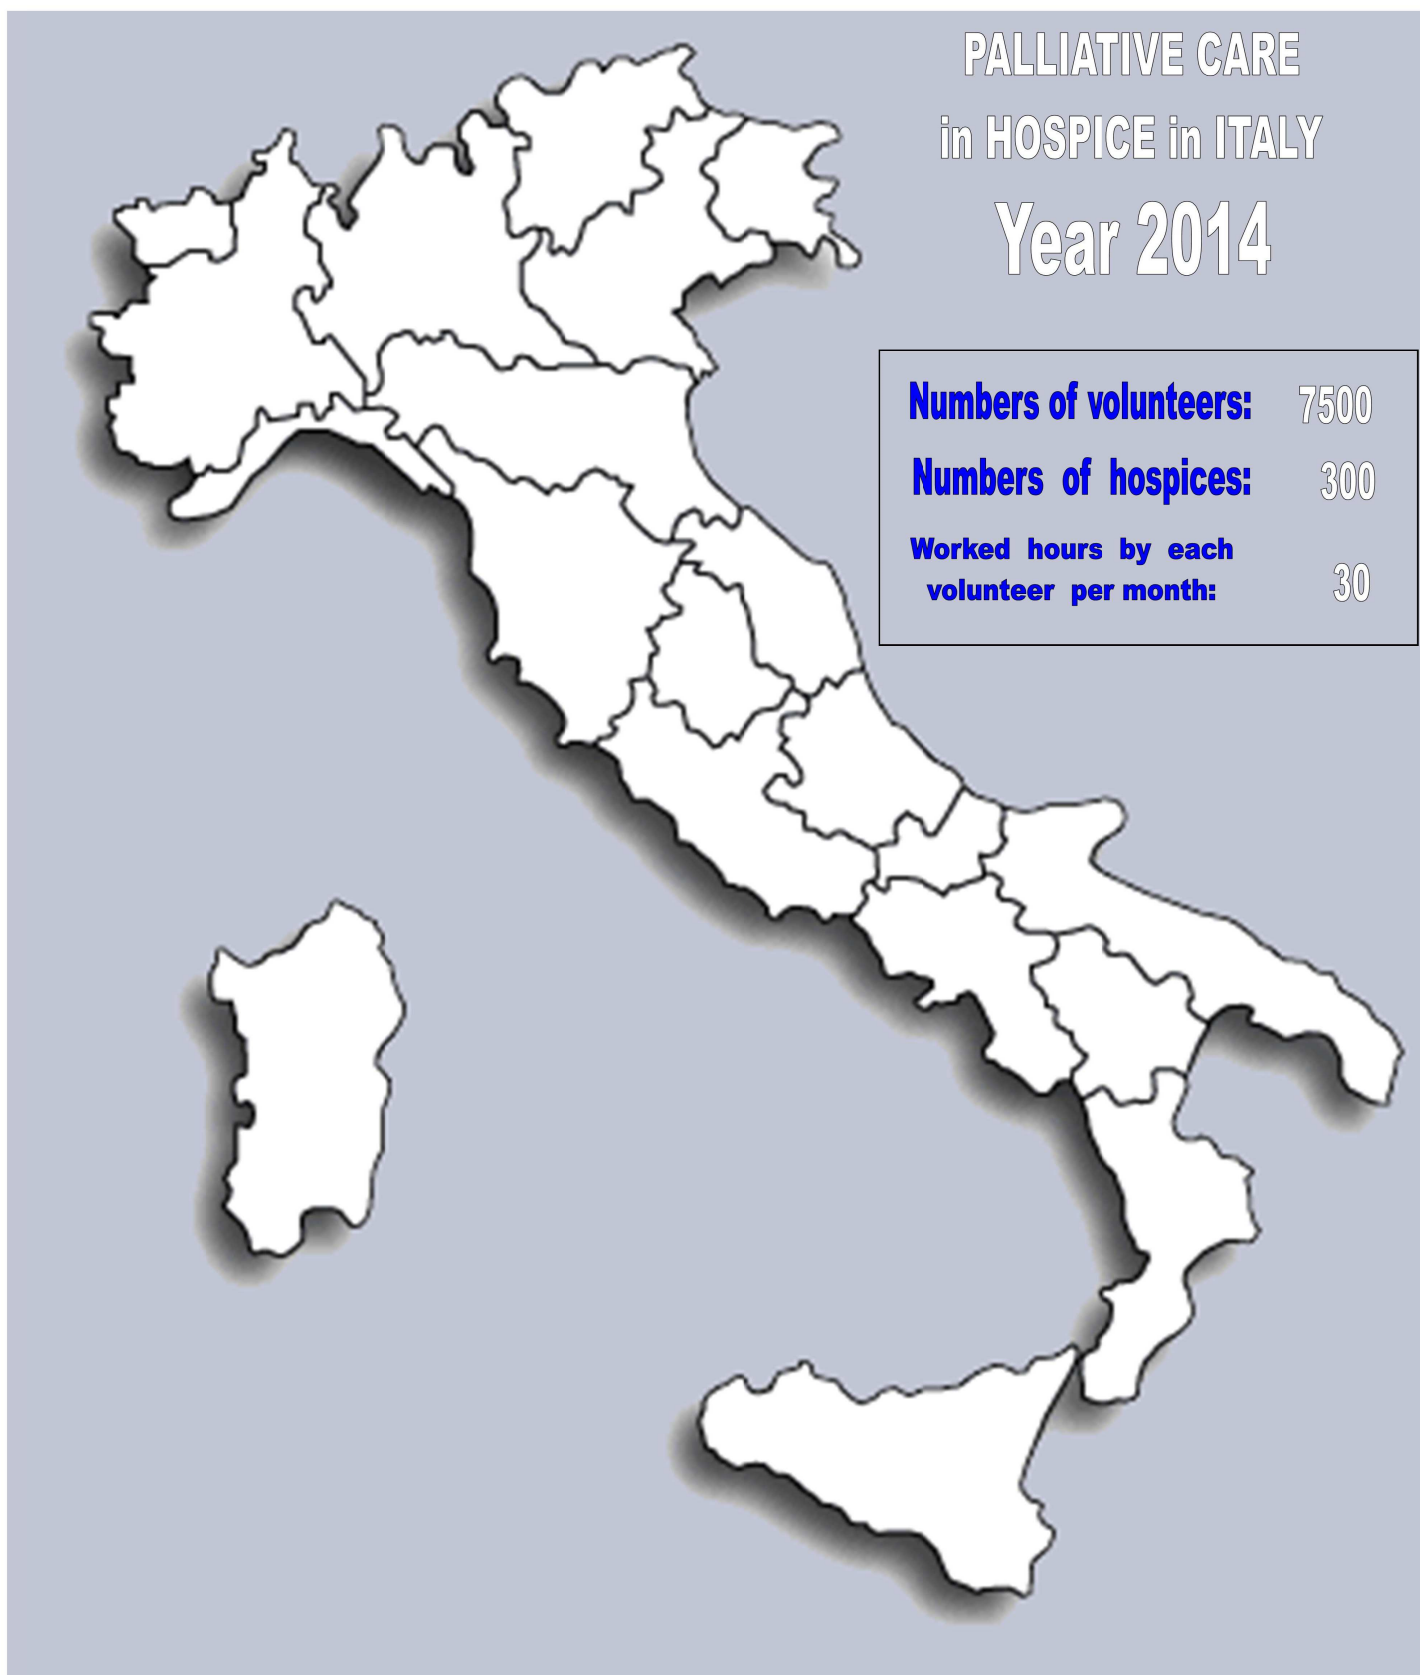 PALLIATIVE CARE
in HOSPICE in ITALY
Year 2014
Numbers of volunteers: 7500
Numbers of hospices: 300
Worked hours by each
volunteer per month: 30